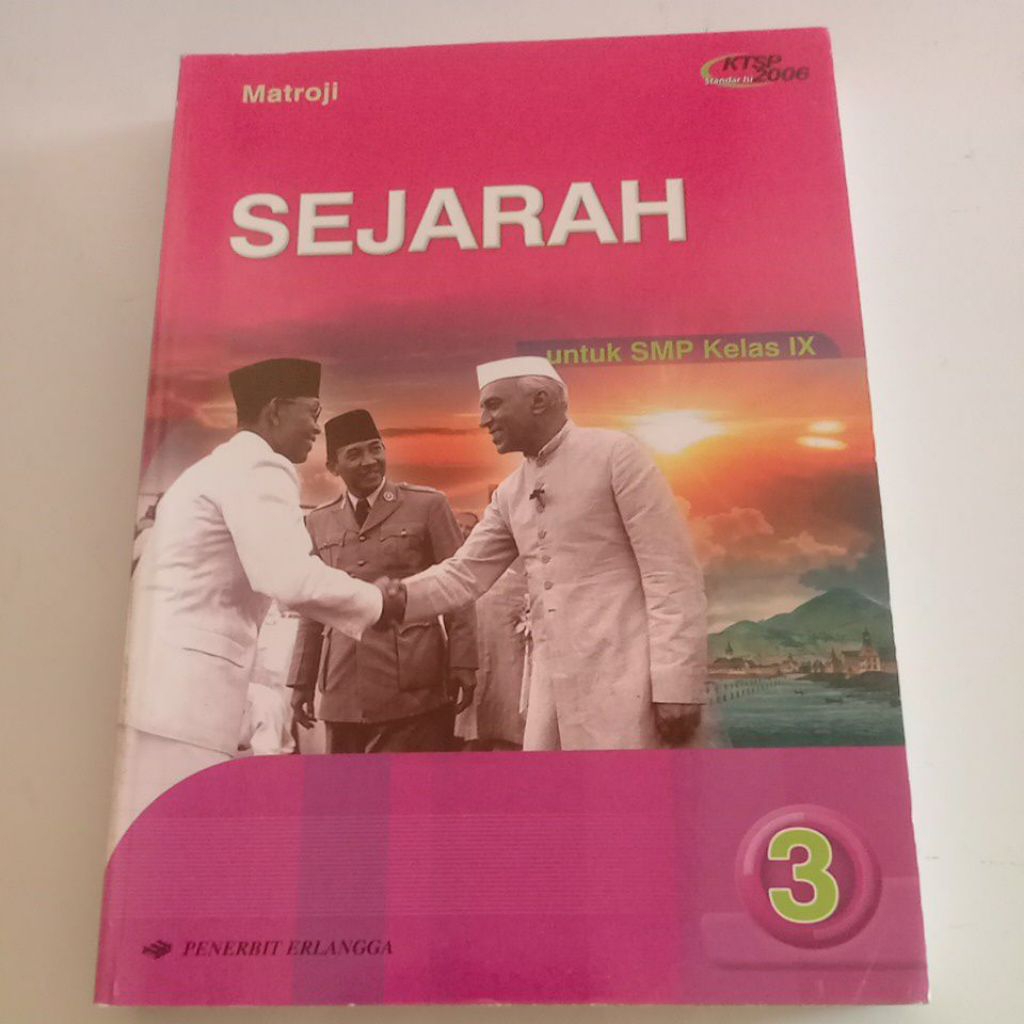 Matroji
KTSP
Standar Isi 2006
SEJARAH
untuk SMP Kelas IX
3
PENERBIT ERLANGGA